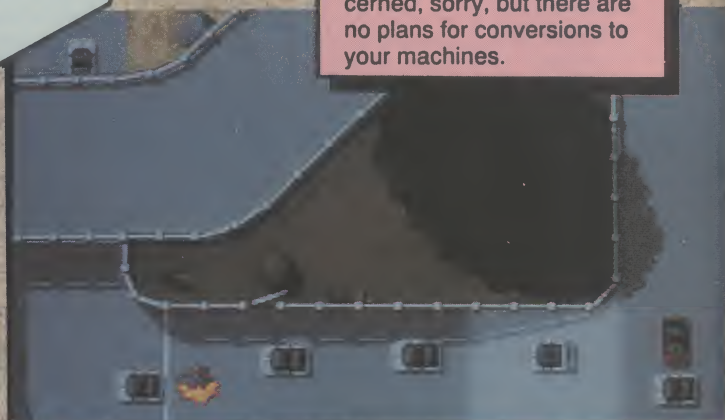 cerned, sorry, but there are
no plans for conversions to
your machines.